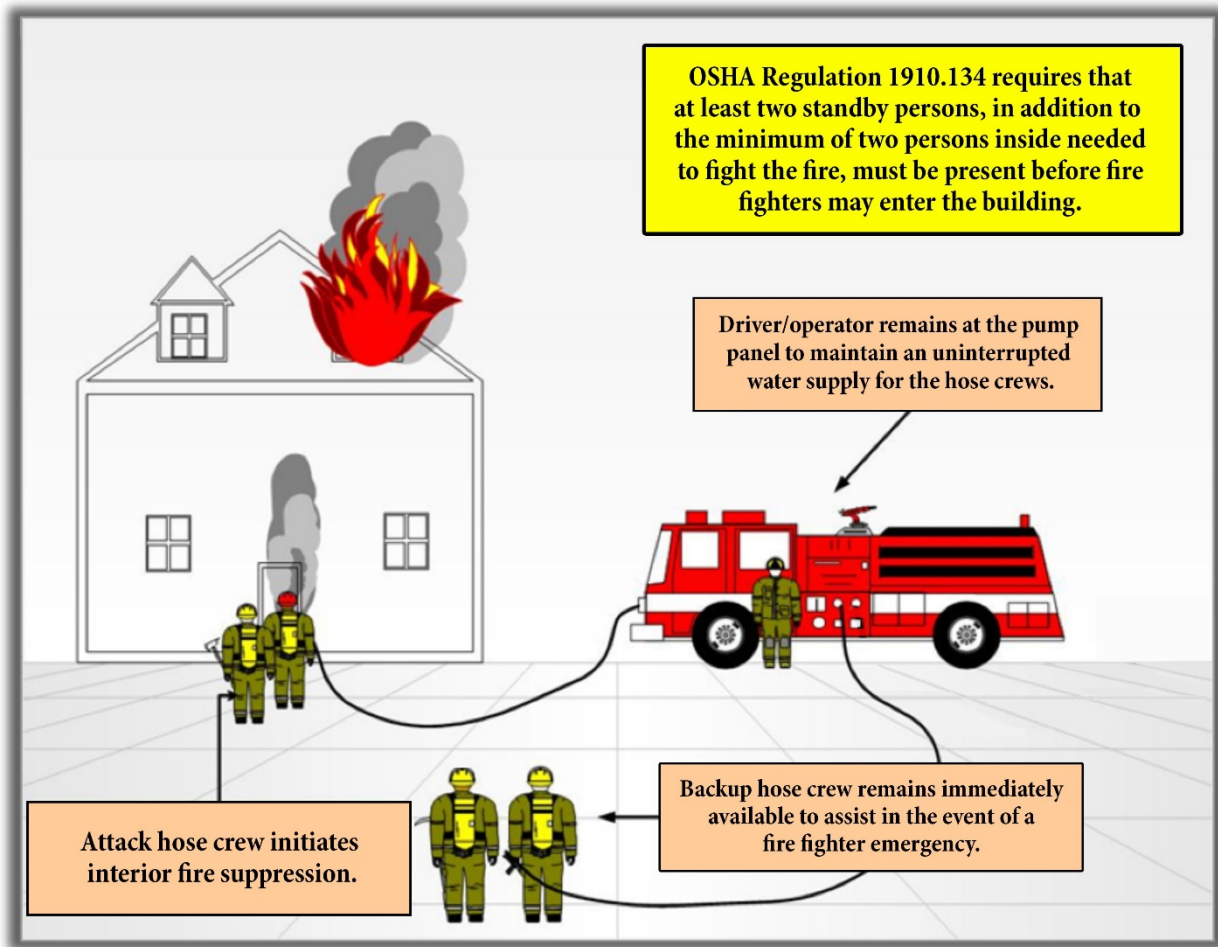 OSHA Regulation 1910.134 requires that
at least two standby persons, in addition to
the minimum of two persons inside needed
to fight the fire, must be present before fire
fighters may enter the building.
Driver/operator remains at the pump
panel to maintain an uninterrupted
water supply for the hose crews.
Backup hose crew remains immediately
available to assist in the event of a
fire fighter emergency.
Attack hose crew initiates
interior fire suppression.